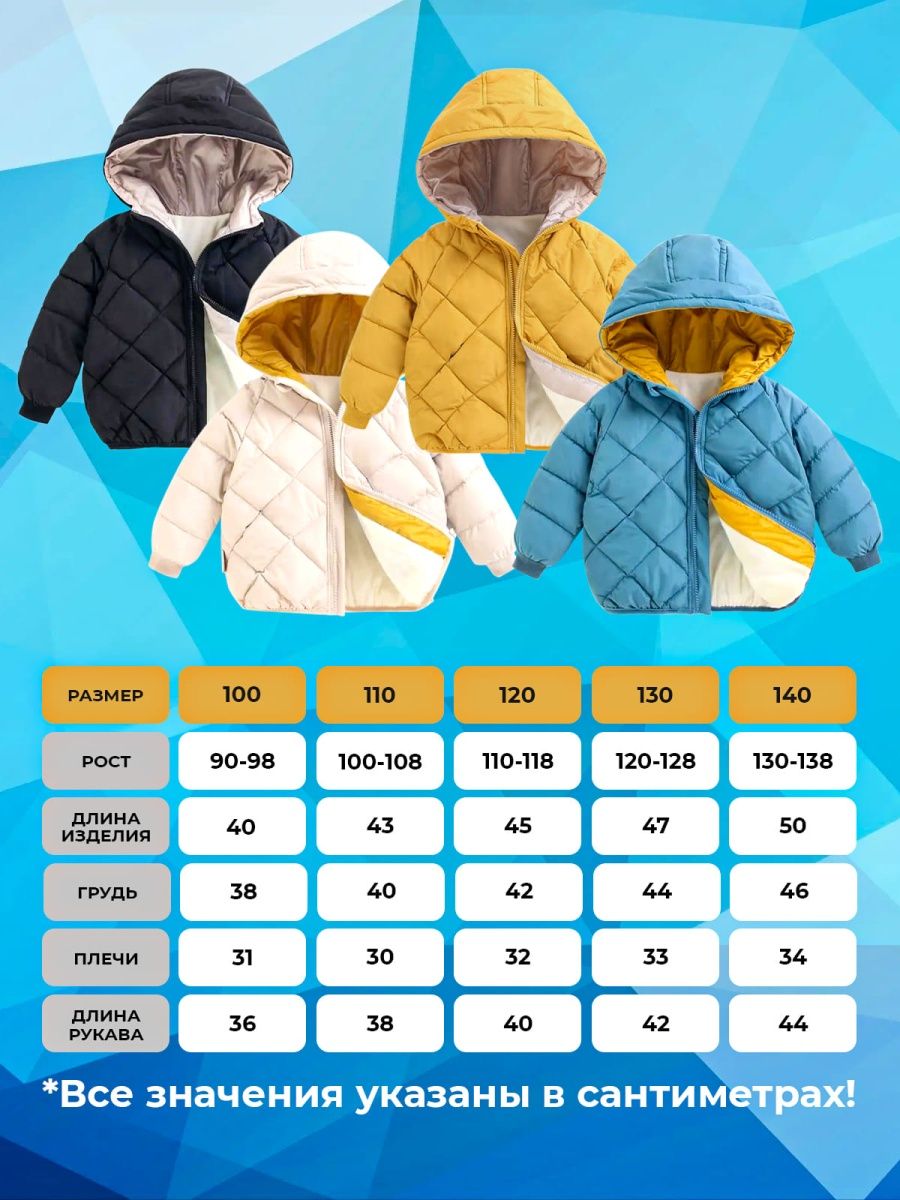 РАЗМЕР 100 110 120 130 140
РОСТ 90-98 100-108 110-118 120-128 130-138
ДЛИНА
ИЗДЕЛИЯ 40 43 45 47 50
ГРУДЬ 38 40 42 44 46
ПЛЕЧИ 31 30 32 33 34
ДЛИНА
РУКАВА 36 38 40 42 44
*Все значения указаны в сантиметрах!